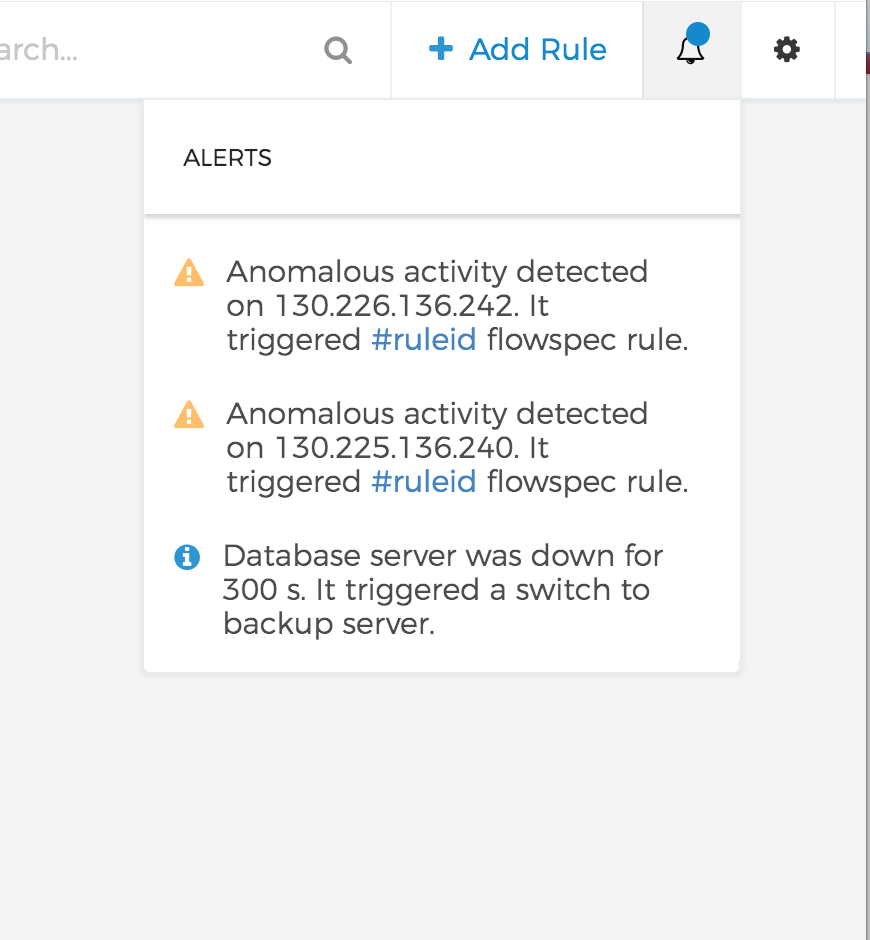 arch...
Add Rule
ALERTS
Anomalous activity detected
on 130.226.136.242. It
triggered #ruleid flowspec rule.
Anomalous activity detected
on 130.225.136.240. It
triggered #ruleid flowspec rule.
Database server was down for
300 s. It triggered a switch to
backup server.